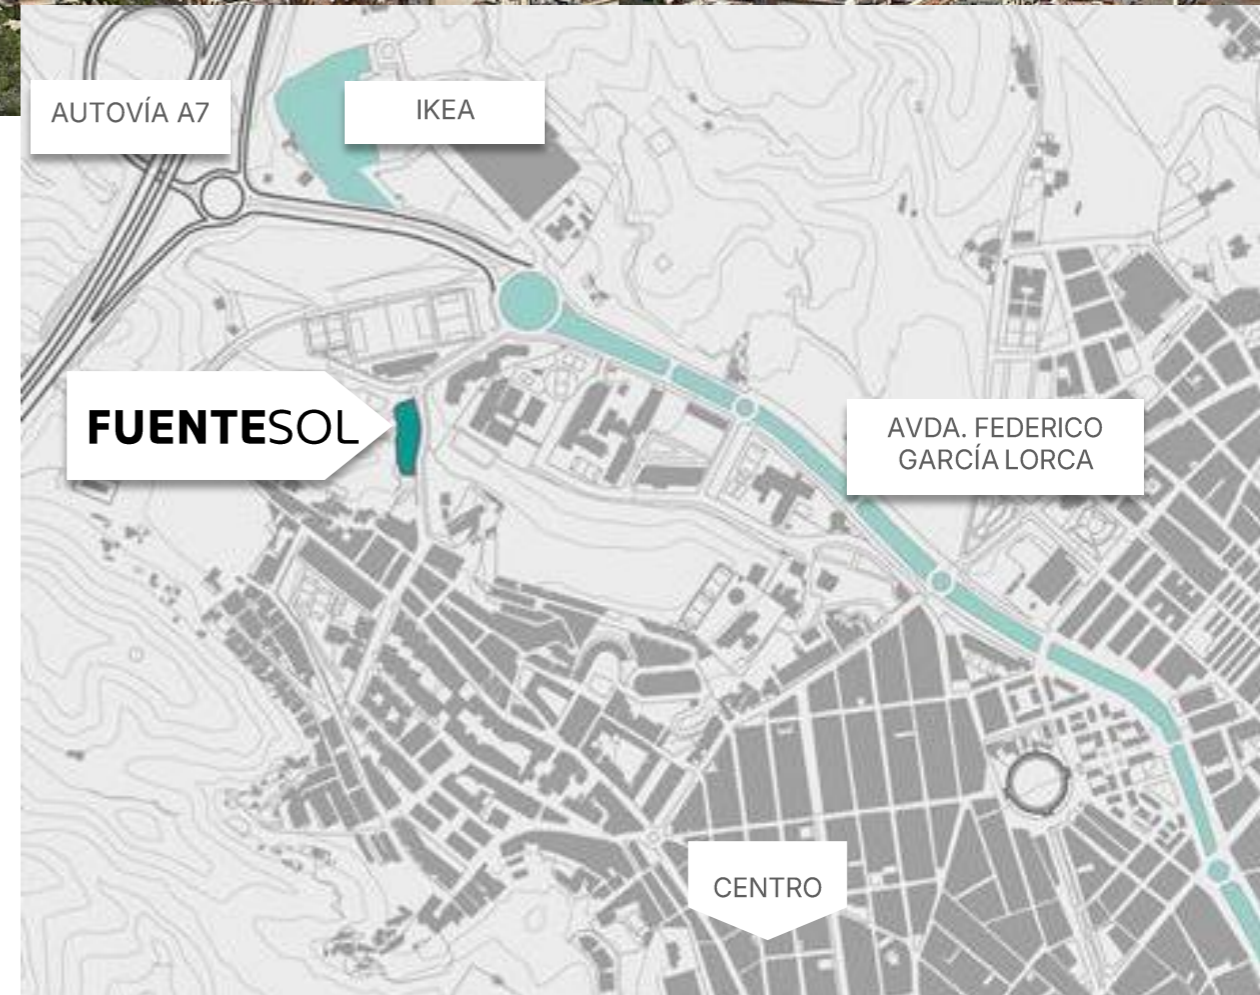 AUTOVÍA A7
IKEA
FUENTESOL
AVDA. FEDERICO
GARCÍA LORCA
CENTRO